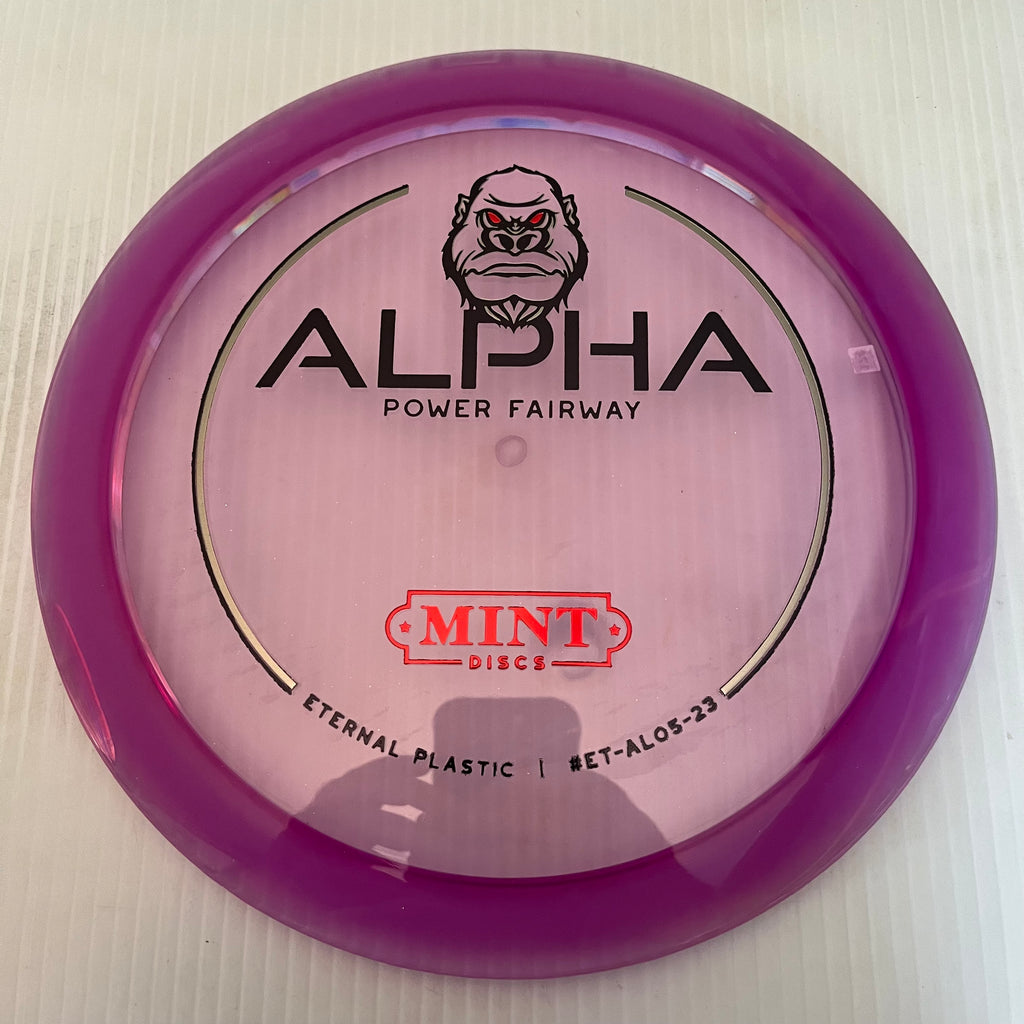 ALPHA
POWER FAIRWAY
MINT
DISCS
ETERNAL PLASTIC | #ET-AL05-23